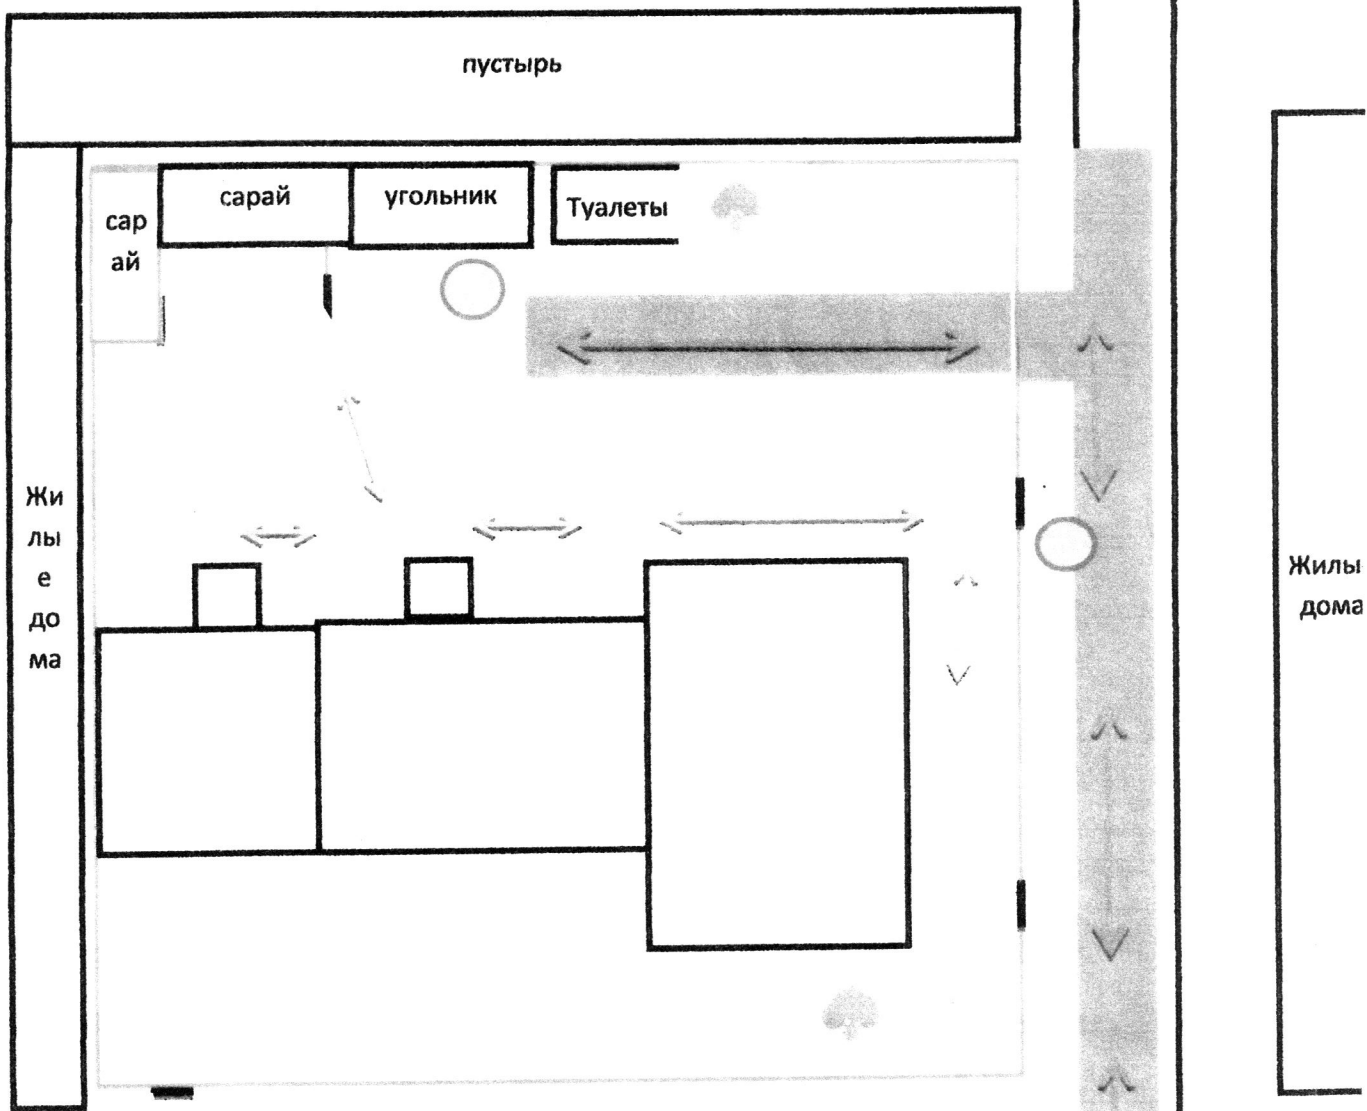 пустырь
сарай
угольник
Туалеты
сар
ай
Жи
лы
е
до
ма
Жилы
дома